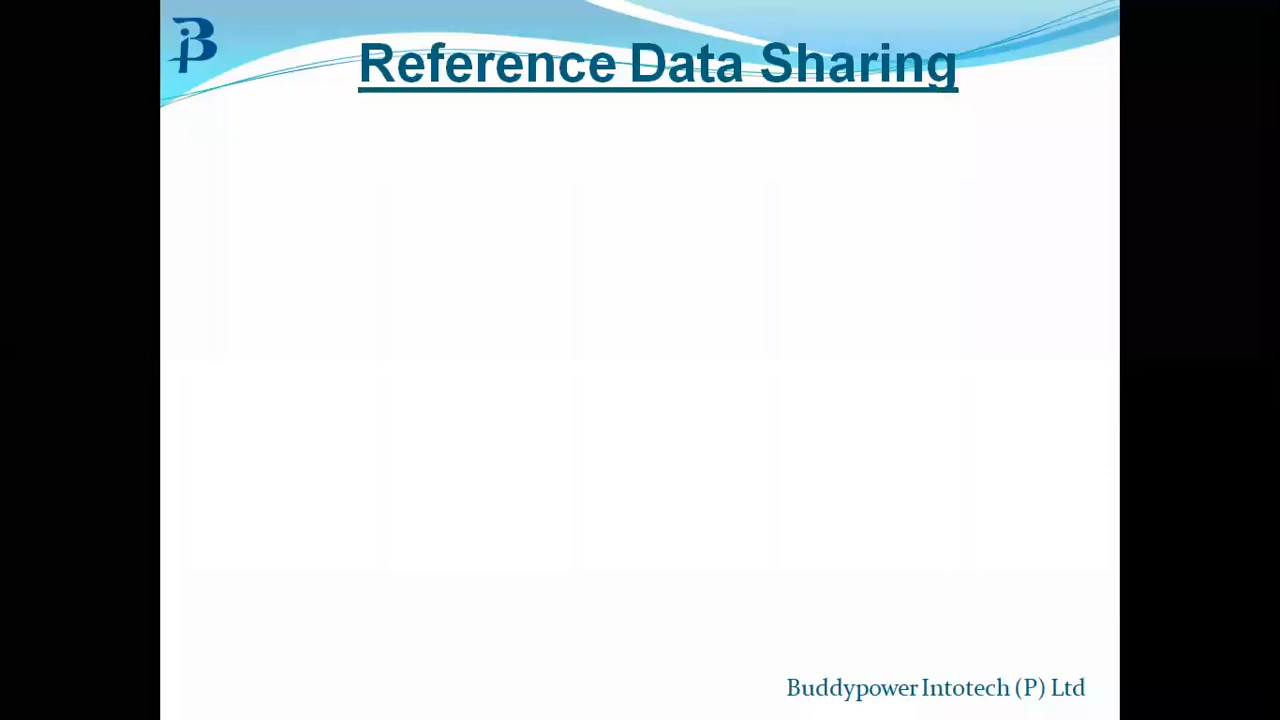 Reference Data Sharing
Buddypower Intotech (P) Ltd